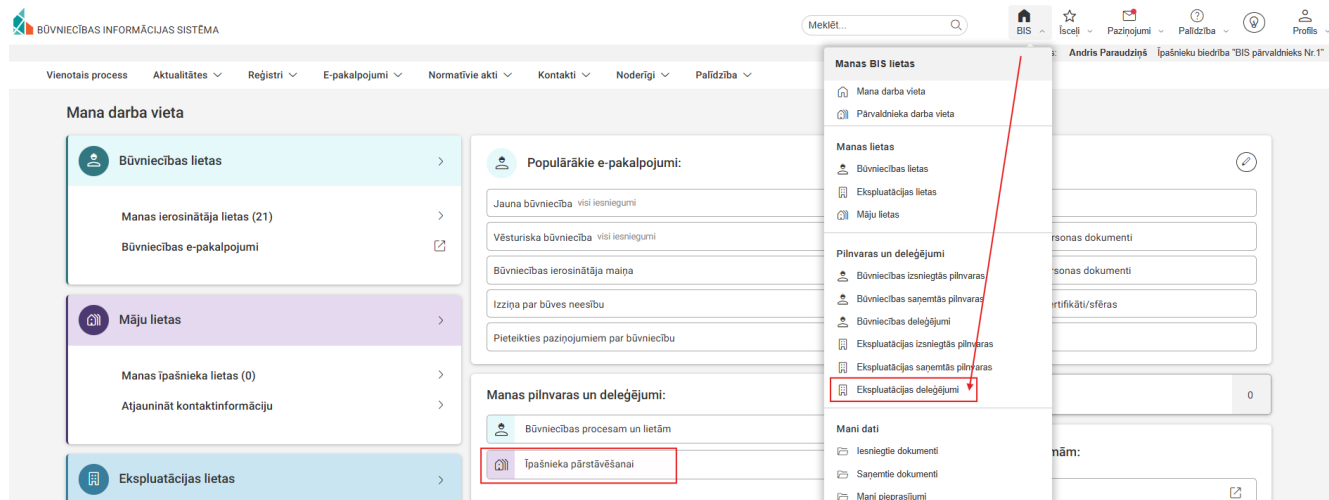 BŪVNIECĪBAS INFORMĀCIJAS SISTĒMA
Meklēt...
BIS
Īsceļi
Paziņojumi
Palīdzība
Profils
s: Andris Paraudziņš Īpašnieku biedrība "BIS pārvaldnieks Nr.1"
Vienotais process Aktualitātes Reģistri E-pakalpojumi Normatīvie akti Kontakti Noderīgi Palīdzība
Mana darba vieta
Būvniecības lietas
Manas ierosinātāja lietas (21)
Būvniecības e-pakalpojumi
Māju lietas
Manas īpašnieka lietas (0)
Atjaunināt kontaktinformāciju
Ekspluatācijas lietas
Populārākie e-pakalpojumi:
Jauna būvniecība visi iesniegumi
Vēsturiska būvniecība visi iesniegumi
Būvniecības ierosinātāja maiņa
Izziņa par būves neesību
Pieteikties paziņojumiem par būvniecību
Manas pilnvaras un deleģējumi:
Būvniecības procesam un lietām
Īpašnieka pārstāvēšanai
Manas BIS lietas
Mana darba vieta
Pārvaldnieka darba vieta
Manas lietas
Būvniecības lietas
Ekspluatācijas lietas
Māju lietas
Pilnvaras un deleģējumi
Būvniecības izsniegtās pilnvaras
Būvniecības saņemtās pilnvaras
Būvniecības deleģējumi
Ekspluatācijas izsniegtās pilnvaras
Ekspluatācijas saņemtās pilnvaras
Ekspluatācijas deleģējumi
Mani dati
Iesniegtie dokumenti
Saņemtie dokumenti
Mani pieprasījumi
rsonas dokumenti
rsonas dokumenti
ertifikāti/sfēras
0
mām: